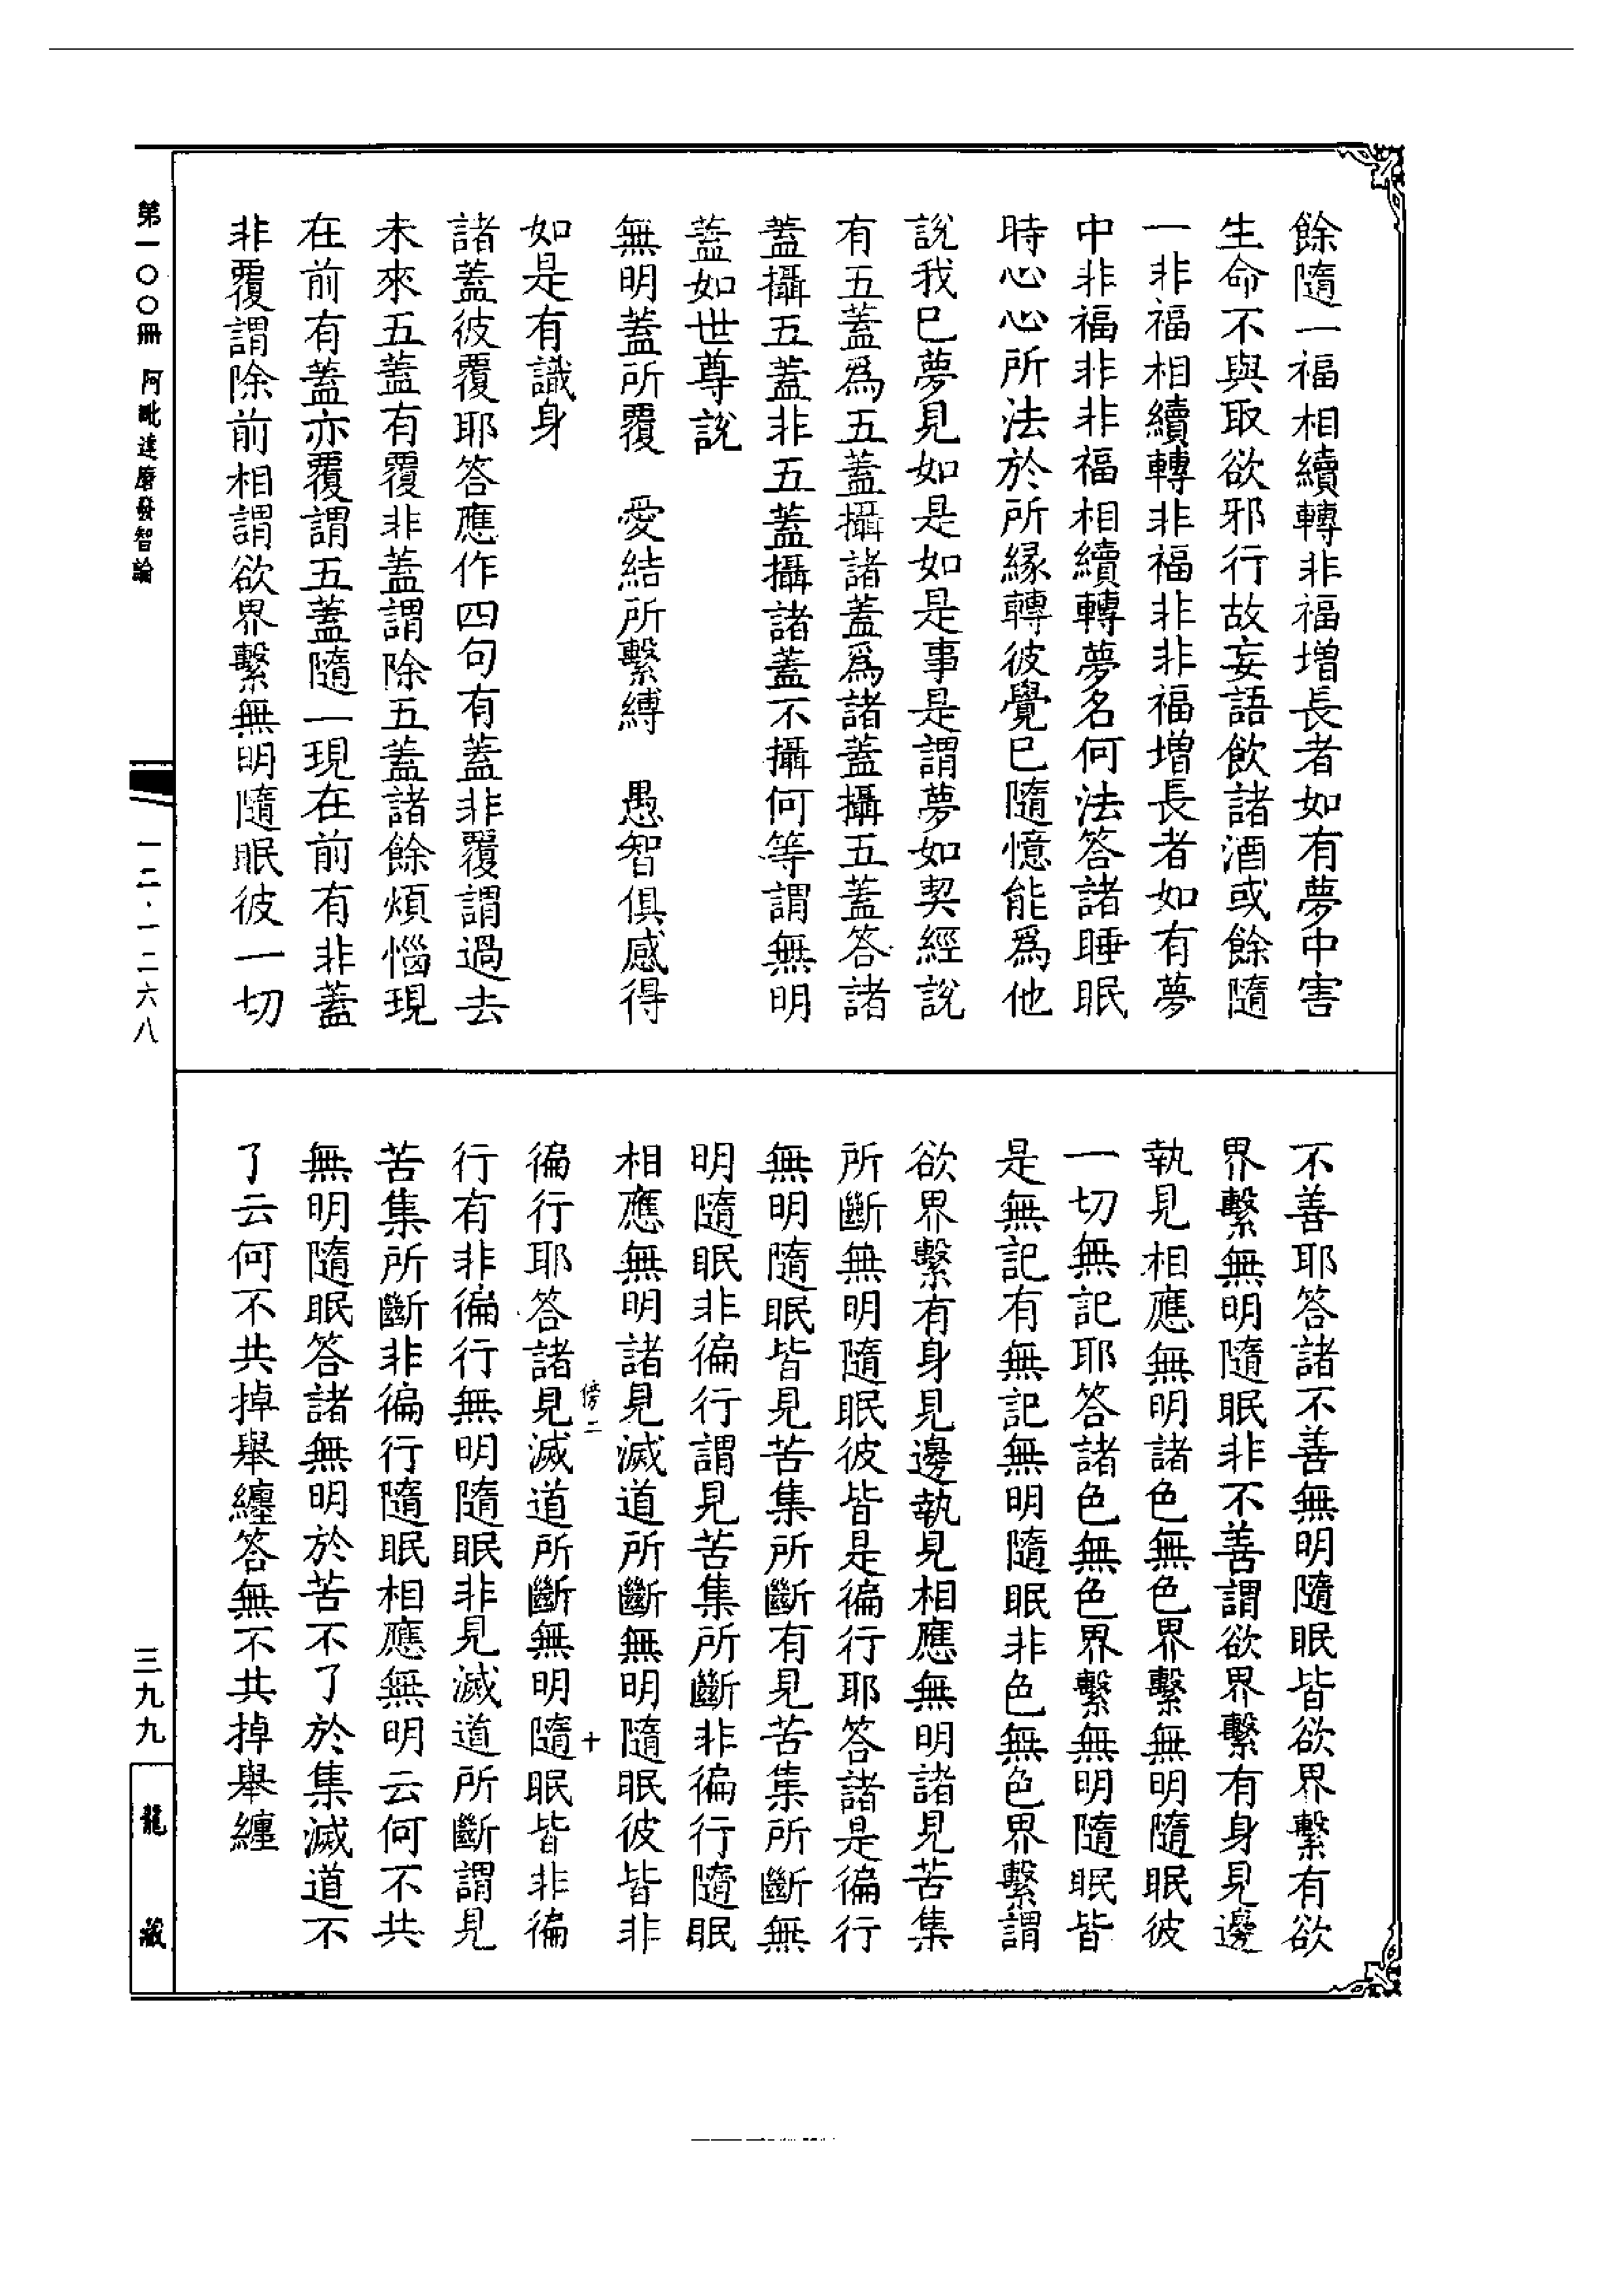 餘隨一福相續轉非福增長者如有夢中害
生命不與取欲邪行故妄語飲諸酒或餘隨
一非福相續轉非福非非福增長者如有夢
中非福非非福相續轉夢名何法答諸睡眠
時心心所法於所緣轉彼覺已隨憶能爲他
說我已夢見如是如是事是謂夢如契經說
有五蓋爲五蓋攝諸蓋爲諸蓋攝五蓋答諸
蓋攝五蓋非五蓋攝諸蓋不攝何等謂無明
蓋如世尊說
無明蓋所覆　愛結所繫縛　愚智俱感得
如是有識身
諸蓋彼覆耶答應作四句有蓋非覆謂過去
未來五蓋有覆非蓋謂除五蓋諸餘煩惱現
在前有蓋亦覆謂五蓋隨一現在前有非蓋
非覆謂除前相謂欲界繫無明隨眠彼一切
不善耶答諸不善無明隨眠皆欲界繫有欲
界繫無明隨眠非不善謂欲界繫有身見邊
執見相應無明諸色無色界繫無明隨眠彼
一切無記耶答諸色無色界繫無明隨眠皆
是無記有無記無明隨眠非色無色界繫謂
欲界繫有身見邊執見相應無明諸見苦集
所斷無明隨眠彼皆是徧行耶答諸是徧行
無明隨眠皆見苦集所斷有見苦集所斷無
明隨眠非徧行謂見苦集所斷非徧行隨眠
相應無明諸見滅道所斷無明隨眠彼皆非
傍二
十
徧行耶答諸見滅道所斷無明隨眠皆非徧
行有非徧行無明隨眠非見滅道所斷謂見
苦集所斷非徧行隨眠相應無明云何不共
無明隨眠答諸無明於苦不了於集滅道不
了云何不共掉舉纏答無不共掉舉纏
第一〇〇冊　阿毗達磨發智論
一二·一二六八
三九九
龍藏